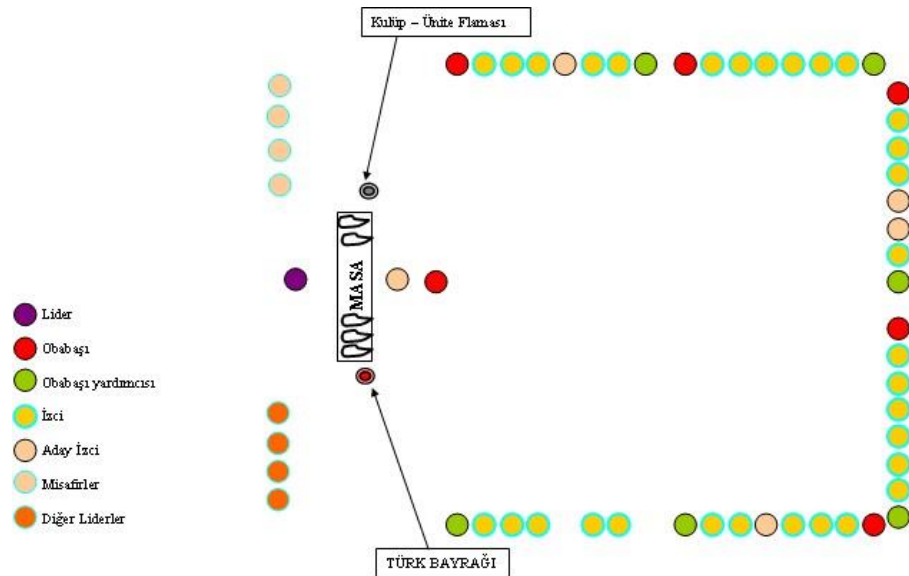 Kulüp – Ünite Flaması
MASA
Lider
Obabaşı
Obabaşı yardımcısı
İzci
Aday İzci
Misafirler
Diğer Liderler
TÜRK BAYRAĞI